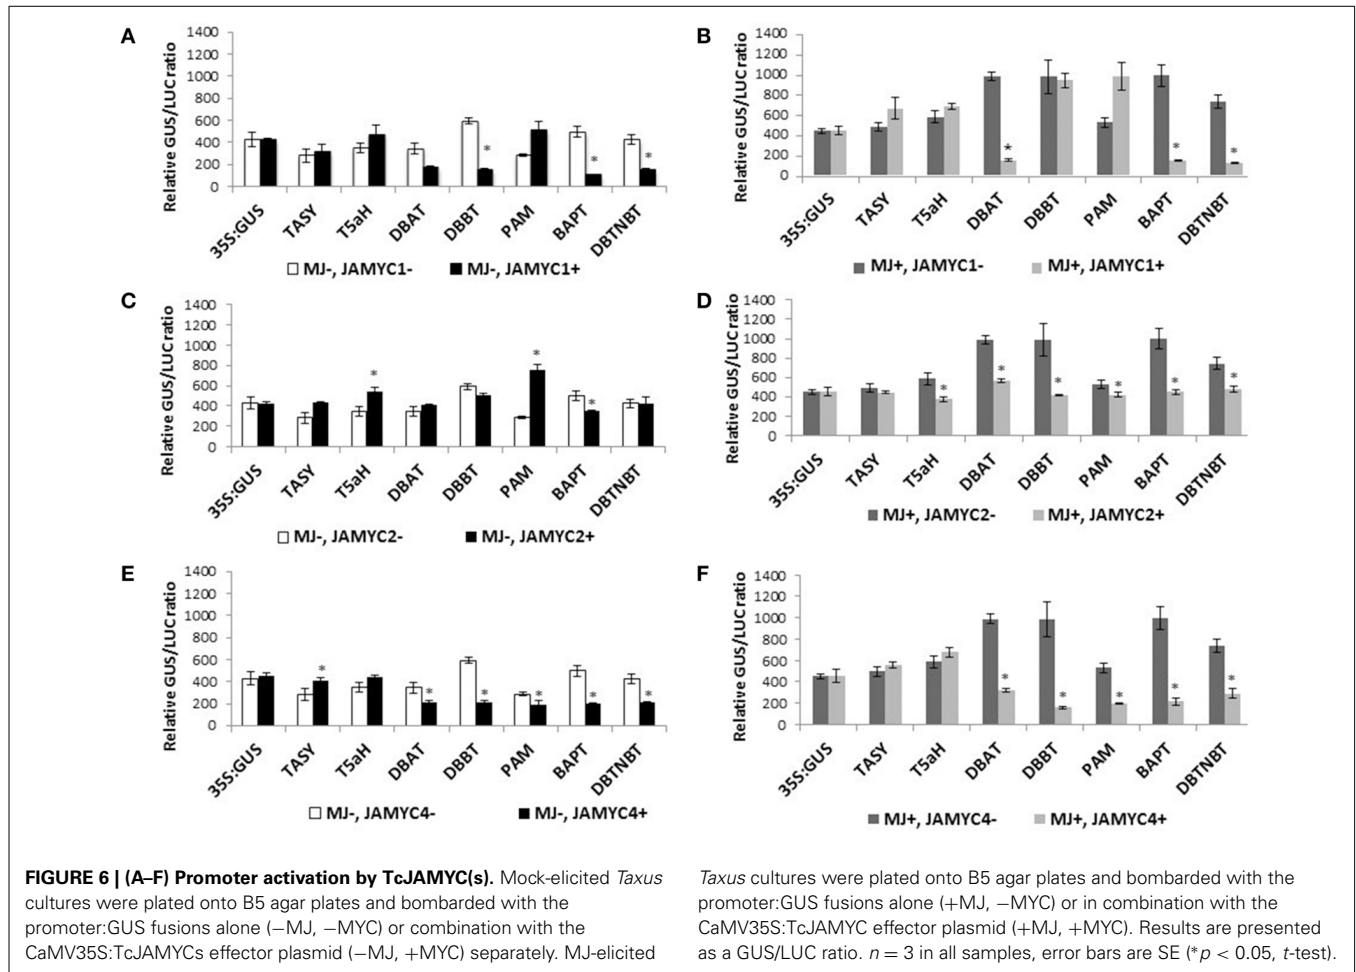 A
Relative GUS/LUC ratio
1400
1200
1000
800
600
400
200
0
* * *
35S:GUS TASY T5aH DBAT DBBT PAM BAPT DBTNBT
MJ-, JAMYC1- MJ-, JAMYC1+
B
Relative GUS/LUC ratio
1400
1200
1000
800
600
400
200
0
* * *
35S:GUS TASY T5aH DBAT DBBT PAM BAPT DBTNBT
MJ+, JAMYC1- MJ+, JAMYC1+
C
Relative GUS/LUC ratio
1400
1200
1000
800
600
400
200
0
* * *
35S:GUS TASY T5aH DBAT DBBT PAM BAPT DBTNBT
MJ-, JAMYC2- MJ-, JAMYC2+
D
Relative GUS/LUC ratio
1400
1200
1000
800
600
400
200
0
* * * * * *
35S:GUS TASY T5aH DBAT DBBT PAM BAPT DBTNBT
MJ+, JAMYC2- MJ+, JAMYC2+
E
Relative GUS/LUC ratio
1400
1200
1000
800
600
400
200
0
* * * * * *
35S:GUS TASY T5aH DBAT DBBT PAM BAPT DBTNBT
MJ-, JAMYC4- MJ-, JAMYC4+
F
Relative GUS/LUC ratio
1400
1200
1000
800
600
400
200
0
* * * * *
35S:GUS TASY T5aH DBAT DBBT PAM BAPT DBTNBT
MJ+, JAMYC4- MJ+, JAMYC4+
FIGURE 6 | (A–F) Promoter activation by TcJAMYC(s). Mock-elicited Taxus
cultures were plated onto B5 agar plates and bombarded with the
promoter:GUS fusions alone (−MJ, −MYC) or combination with the
CaMV35S:TcJAMYCs effector plasmid (−MJ, +MYC) separately. MJ-elicited
Taxus cultures were plated onto B5 agar plates and bombarded with the
promoter:GUS fusions alone (+MJ, −MYC) or in combination with the
CaMV35S:TcJAMYC effector plasmid (+MJ, +MYC). Results are presented
as a GUS/LUC ratio. n = 3 in all samples, error bars are SE (*p < 0.05, t-test).